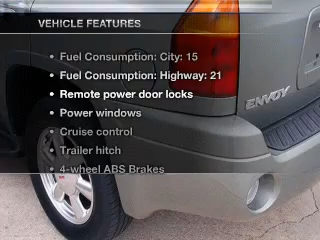 VEHICLE FEATURES
• Fuel Consumption: City: 15
• Fuel Consumption: Highway: 21
• Remote power door locks
• Power windows
• Cruise control
• Trailer hitch
• 4-wheel ABS Brakes
ENVOY